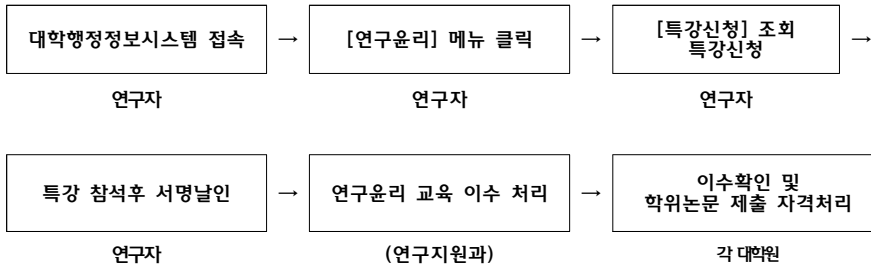 대학행정정보시스템 접속 → [연구윤리] 메뉴 클릭 → [특강신청] 조회
특강신청 →
연구자 연구자 연구자
특강 참석후 서명날인 → 연구윤리 교육 이수 처리 → 이수확인 및
학위논문 제출 자격처리
연구자 (연구지원과) 각 대학원